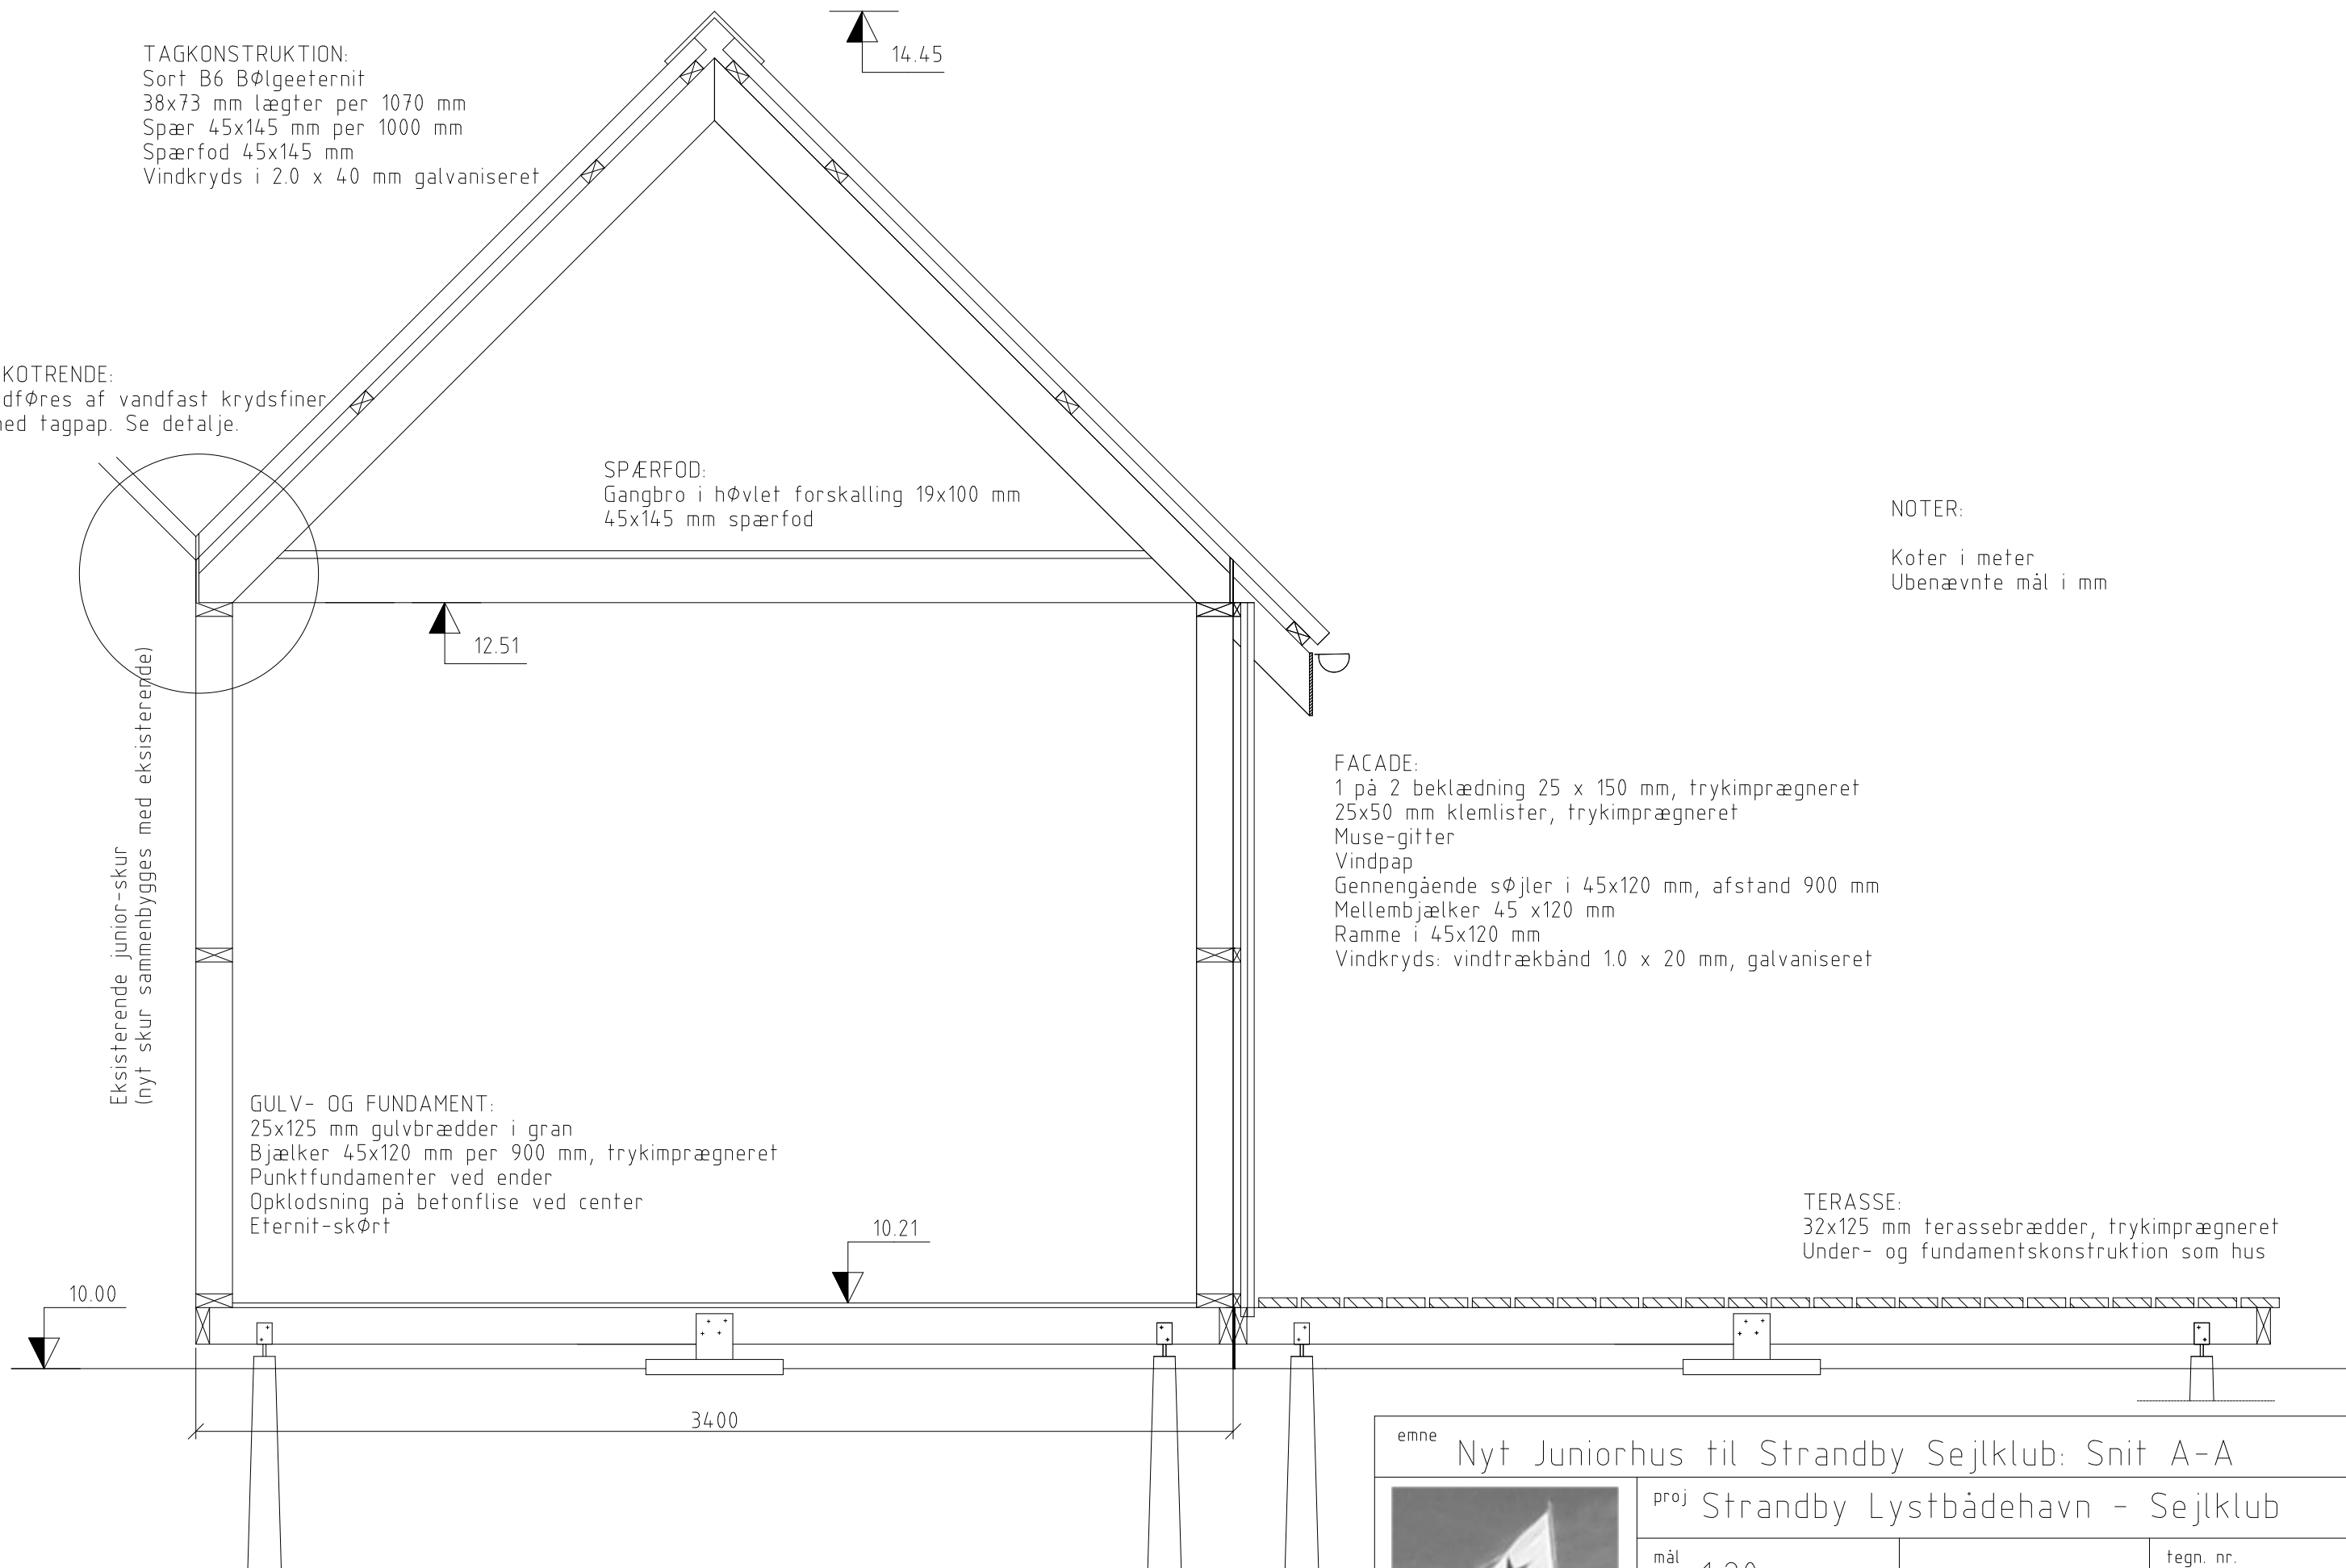 TAGKONSTRUKTION:
Sort B6 Bølgeeternit
38x73 mm lægter per 1070 mm
Spær 45x145 mm per 1000 mm
Spærfod 45x145 mm
Vindkryds i 2.0 x 40 mm galvaniseret
14.45
KOTRENDE:
dføres af vandfast krydsfiner
ed tagpap. Se detalje.
SPÆRFOD:
Gangbro i høvlet forskalling 19x100 mm
45x145 mm spærfod
NOTER:
Koter i meter
Ubenævnte mål i mm
12.51
Eksisterende junior-skur
(nyt skur sammenbygges med eksisterende)
FACADE:
1 på 2 beklædning 25 x 150 mm, trykimprægneret
25x50 mm klemlister, trykimprægneret
Muse-gitter
Vindpap
Gennengående søjler i 45x120 mm, afstand 900 mm
Mellembjælker 45 x120 mm
Ramme i 45x120 mm
Vindkryds: vindtrækbånd 1.0 x 20 mm, galvaniseret
GULV- OG FUNDAMENT:
25x125 mm gulvbrædder i gran
Bjælker 45x120 mm per 900 mm, trykimprægneret
Punktfundamenter ved ender
Opklodsning på betonflise ved center
Eternit-skørt
10.21
TERASSE:
32x125 mm terassebrædder, trykimprægneret
Under- og fundamentskonstruktion som hus
10.00
3400
emne Nyt Juniorhus til Strandby Sejlklub: Snit A-A
proj Strandby Lystbådehavn - Sejlklub
mål
tegn. nr.